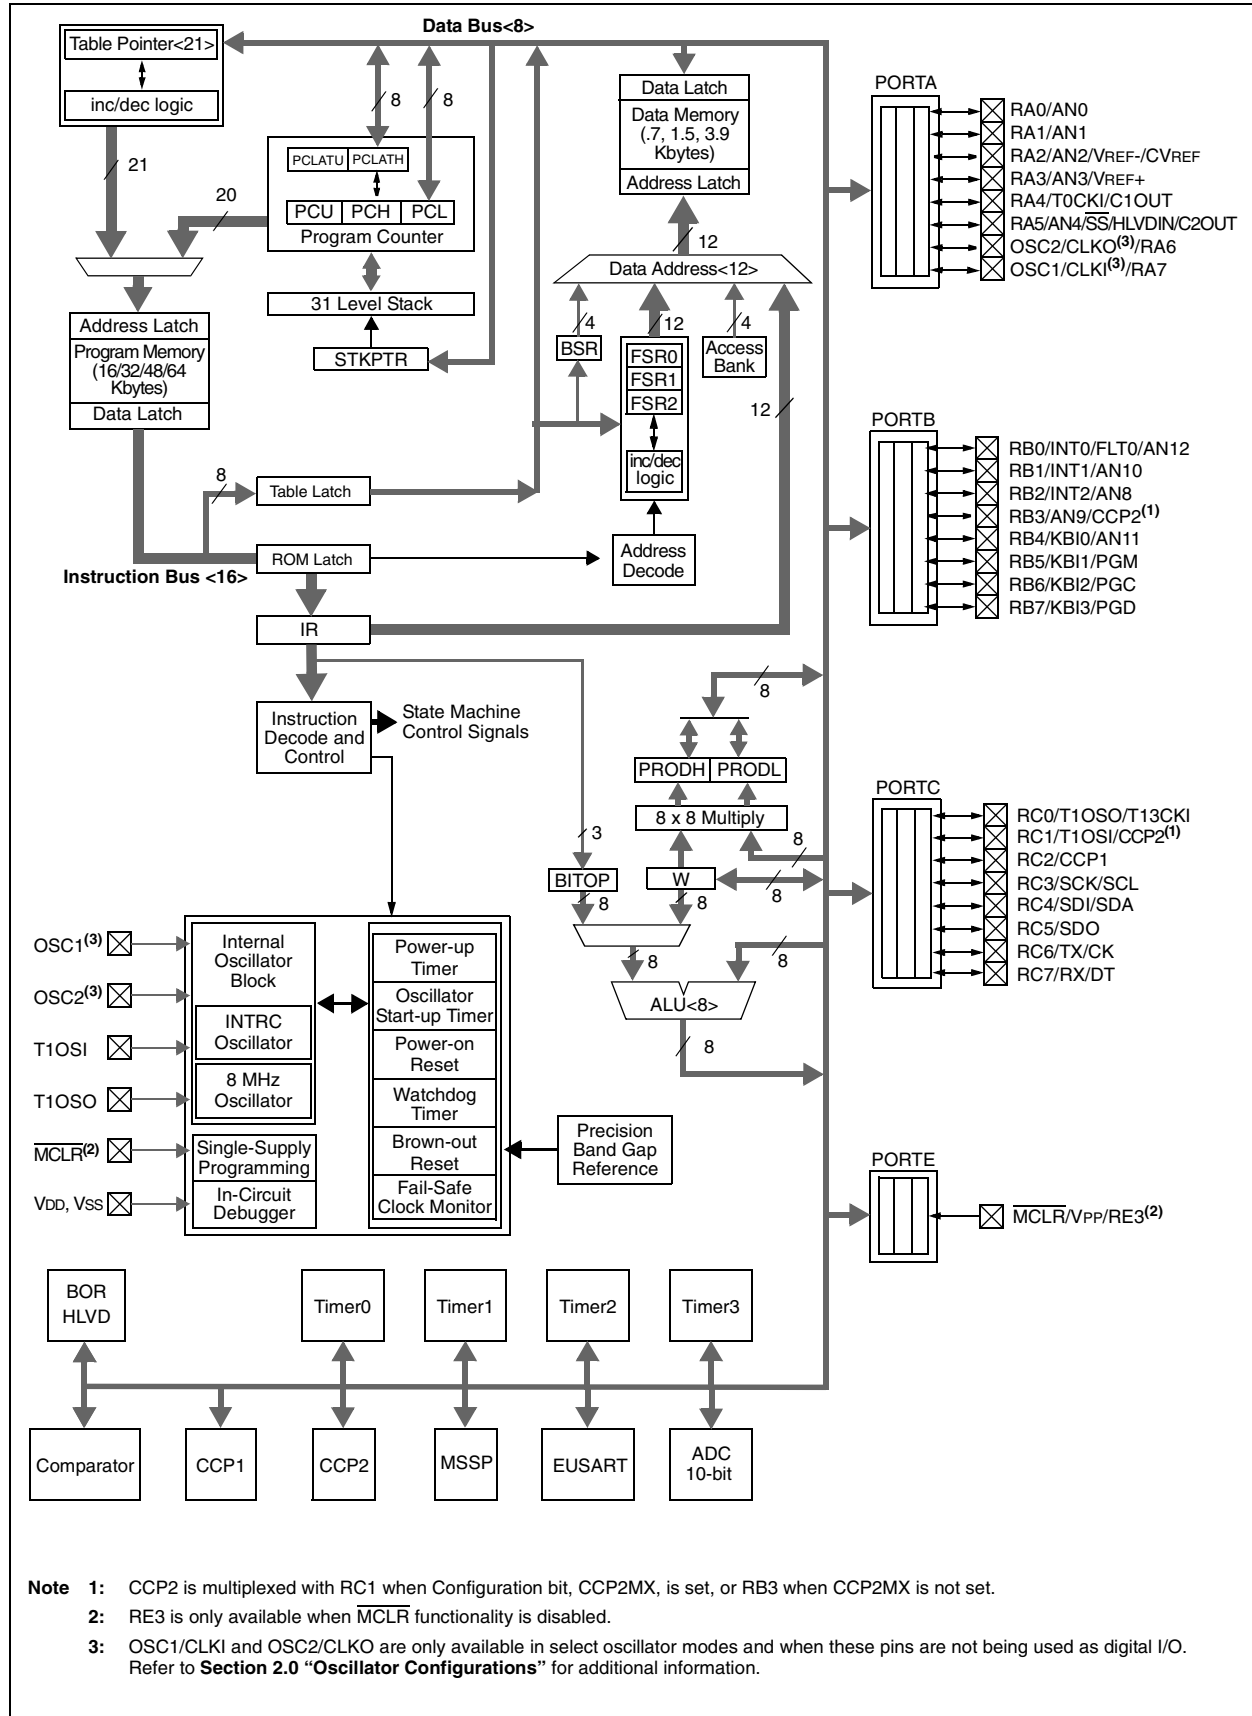 Data Bus<8>
Table Pointer<21>
inc/dec logic
21
20
8
8
PCLATU
PCLATH
PCU
PCH
PCL
Program Counter
31 Level Stack
STKPTR
Address Latch
Program Memory
(16/32/48/64
Kbytes)
Data Latch
8
Table Latch
ROM Latch
Instruction Bus <16>
IR
Instruction
Decode and
Control
State Machine
Control Signals
Data Latch
Data Memory
(.7, 1.5, 3.9
Kbytes)
Address Latch
12
Data Address<12>
4
12
4
BSR
FSR0
FSR1
FSR2
inc/dec
logic
Access
Bank
12
Address
Decode
8
PRODH
PRODL
8 x 8 Multiply
3
8
BITOP
W
8
8
8
8
8
ALU<8>
8
PORTA
RA0/AN0
RA1/AN1
RA2/AN2/VREF-/CVREF
RA3/AN3/VREF+
RA4/T0CKI/C1OUT
RA5/AN4/SS/HLVDIN/C2OUT
OSC2/CLKO(3)/RA6
OSC1/CLKI(3)/RA7
PORTB
RB0/INT0/FLT0/AN12
RB1/INT1/AN10
RB2/INT2/AN8
RB3/AN9/CCP2(1)
RB4/KBI0/AN11
RB5/KBI1/PGM
RB6/KBI2/PGC
RB7/KBI3/PGD
PORTC
RC0/T1OSO/T13CKI
RC1/T1OSI/CCP2(1)
RC2/CCP1
RC3/SCK/SCL
RC4/SDI/SDA
RC5/SDO
RC6/TX/CK
RC7/RX/DT
PORTE
MCLR/VPP/RE3(2)
OSC1(3)
OSC2(3)
T1OSI
T1OSO
MCLR(2)
VDD, VSS
Internal
Oscillator
Block
INTRC
Oscillator
8 MHz
Oscillator
Single-Supply
Programming
In-Circuit
Debugger
Power-up
Timer
Oscillator
Start-up Timer
Power-on
Reset
Watchdog
Timer
Brown-out
Reset
Fail-Safe
Clock Monitor
Precision
Band Gap
Reference
BOR
HLVD
Timer0
Timer1
Timer2
Timer3
Comparator
CCP1
CCP2
MSSP
EUSART
ADC
10-bit
Note 1: CCP2 is multiplexed with RC1 when Configuration bit, CCP2MX, is set, or RB3 when CCP2MX is not set.
2: RE3 is only available when MCLR functionality is disabled.
3: OSC1/CLKI and OSC2/CLKO are only available in select oscillator modes and when these pins are not being used as digital I/O.
Refer to Section 2.0 “Oscillator Configurations” for additional information.